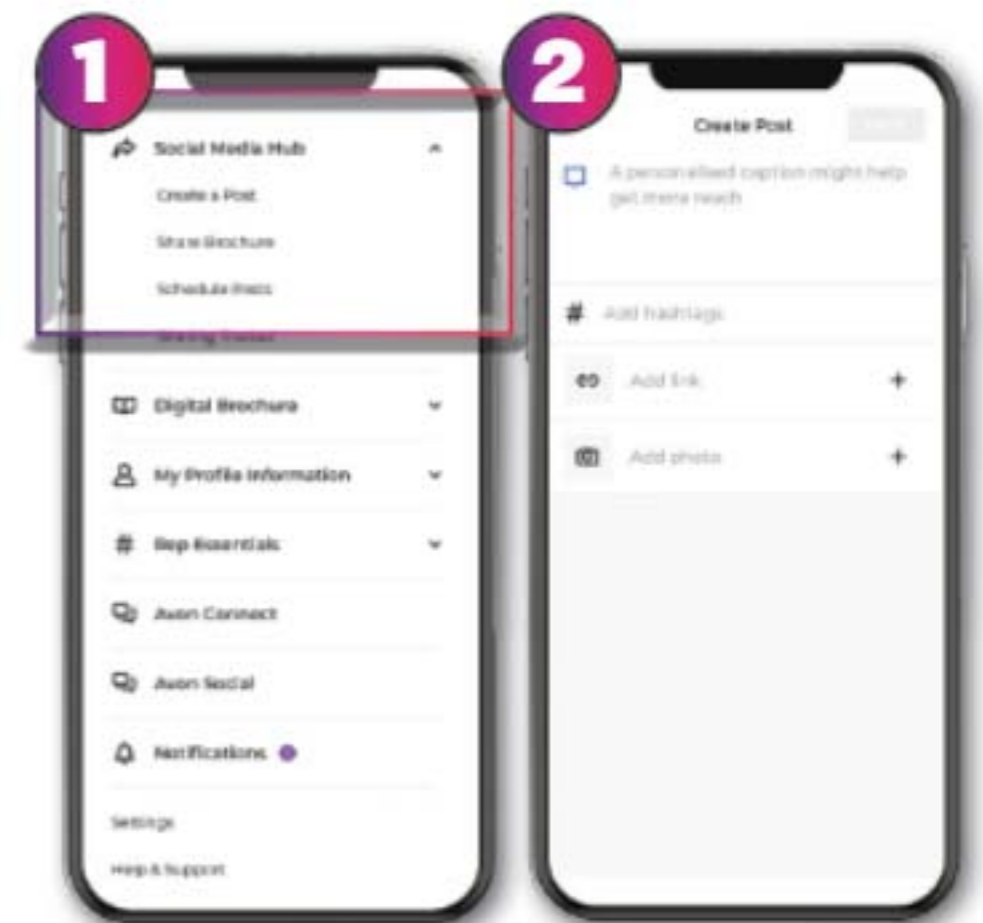 1
Social Media Hub
Create a Post
Share Brochure
Schedule Posts
Sharing
Digital Brochure
My Profile Information
# Rep Essentials
Avon Connect
Avon Social
Notifications
Settings
Help & Support
2
Create Post
A personalised caption might help
get more reach
# Add hashtags
Add link
+
Add photo
+